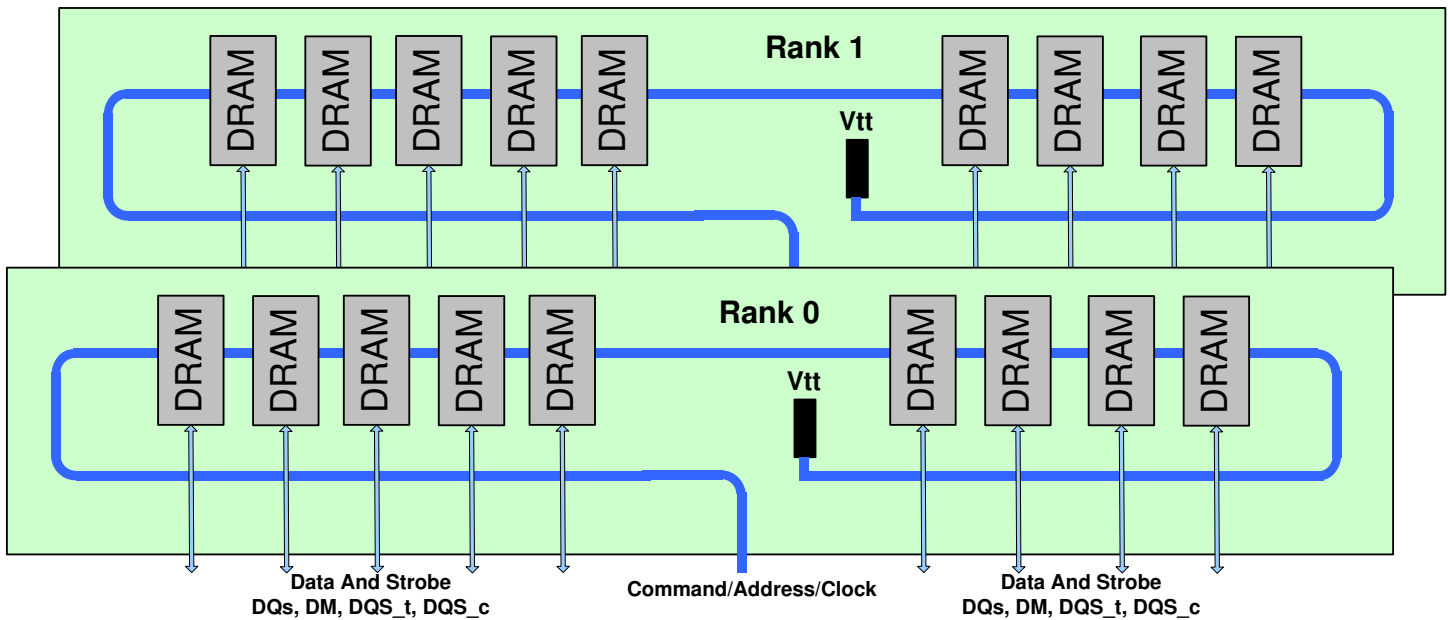 Rank 1
DRAM
DRAM
DRAM
DRAM
DRAM
DRAM
DRAM
DRAM
DRAM
Vtt
Rank 0
DRAM
DRAM
DRAM
DRAM
DRAM
DRAM
DRAM
DRAM
DRAM
Vtt
Data And Strobe
DQs, DM, DQS_t, DQS_c
Command/Address/Clock
Data And Strobe
DQs, DM, DQS_t, DQS_c